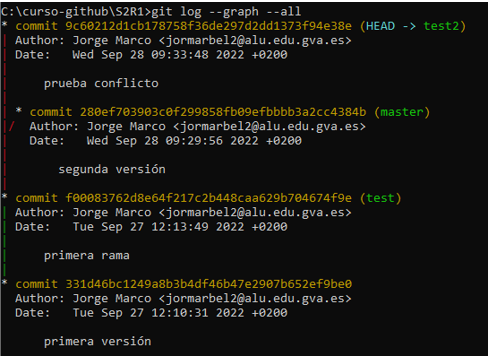 C:\curso-github\S2R1>git log --graph --all
* commit 9c60212d1cb178758f36de297d2dd1373f94e38e (HEAD -> test2)
| Author: Jorge Marco <jormarbel2@alu.edu.gva.es>
| Date:   Wed Sep 28 09:33:48 2022 +0200
|
|     prueba conflicto
|
| * commit 280ef703903c0f299858fb09efbbbb3a2cc4384b (master)
|/  Author: Jorge Marco <jormarbel2@alu.edu.gva.es>
|   Date:   Wed Sep 28 09:29:56 2022 +0200
|
|       segunda versión
|
* commit f00083762d8e64f217c2b448caa629b704674f9e (test)
| Author: Jorge Marco <jormarbel2@alu.edu.gva.es>
| Date:   Tue Sep 27 12:13:49 2022 +0200
|
|     primera rama
|
* commit 331d46bc1249a8b3b4df46b47e2907b652ef9be0
  Author: Jorge Marco <jormarbel2@alu.edu.gva.es>
  Date:   Tue Sep 27 12:10:31 2022 +0200

      primera versión